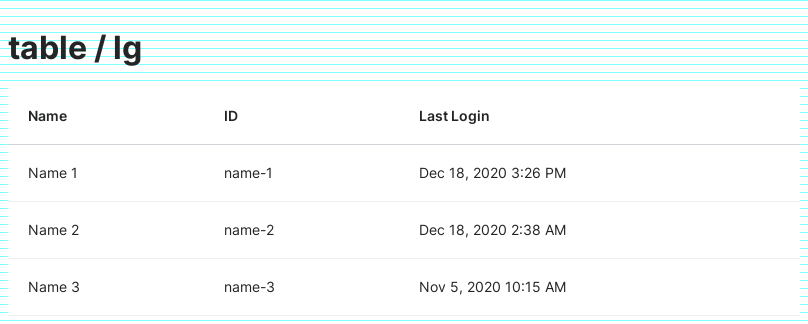 table / lg
Name ID Last Login
Name 1 name-1 Dec 18, 2020 3:26 PM
Name 2 name-2 Dec 18, 2020 2:38 AM
Name 3 name-3 Nov 5, 2020 10:15 AM